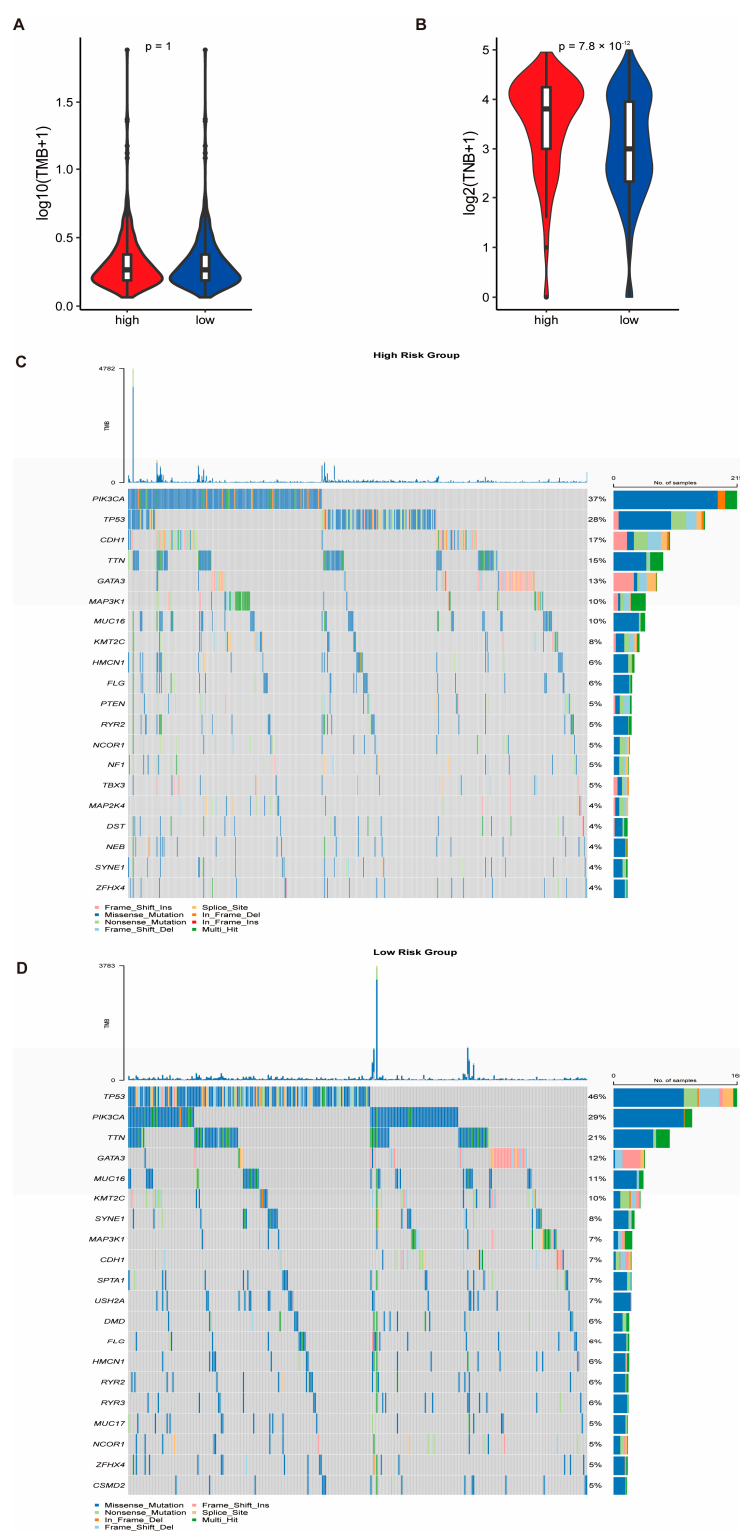 A
p = 1
log10(TMB+1)
1.5
1.0
0.5
0.0
high
low
B
p = 7.8 × 10-12
log2(TNB+1)
5
4
3
2
1
0
high
low
C
High Risk Group
4782
TMB
0
0
No. of samples
PIK3CA 37%
TP53 28%
CDH1 17%
TTN 15%
GATA3 13%
MAP3K1 10%
MUC16 10%
KMT2C 8%
HMCN1 6%
FLG 6%
PTEN 5%
RYR2 5%
NCOR1 5%
NF1 5%
TBX3 5%
MAP2K4 4%
DST 4%
NEB 4%
SYNE1 4%
ZFHX4 4%
Frame_Shift_Ins Splice_Site
Missense_Mutation In_Frame_Del
Nonsense_Mutation In_Frame_Ins
Frame_Shift_Del Multi_Hit
D
Low Risk Group
3783
TMB
0
0
No. of samples
TP53 46%
PIK3CA 29%
TTN 21%
GATA3 12%
MUC16 11%
KMT2C 10%
SYNE1 8%
MAP3K1 7%
CDH1 7%
SPTA1 7%
USH2A 7%
DMD 6%
FLG 6%
HMCN1 6%
RYR2 6%
RYR3 6%
MUC17 5%
NCOR1 5%
ZFHX4 5%
CSMD2 5%
Missense_Mutation Frame_Shift_Ins
Nonsense_Mutation Splice_Site
In_Frame_Del Multi_Hit
Frame_Shift_Del